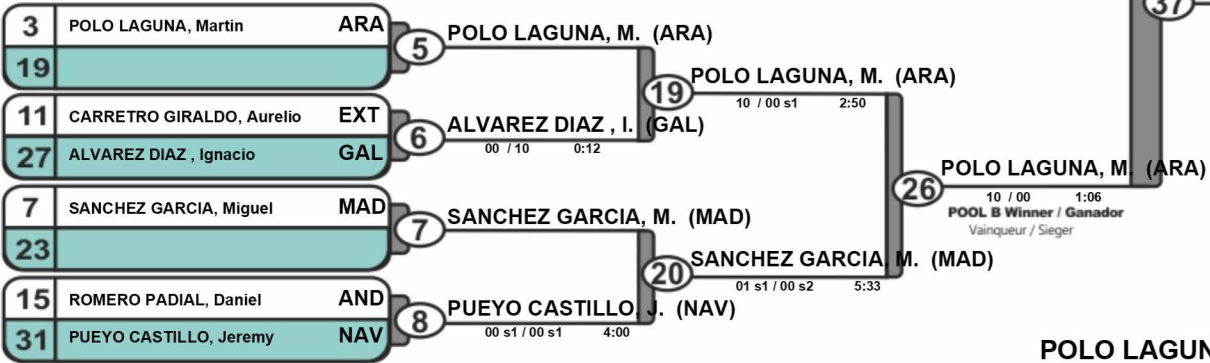 37
3 POLO LAGUNA, Martin ARA
19
5
POLO LAGUNA, M. (ARA)
11 CARRETRO GIRALDO, Aurelio EXT
27 ALVAREZ DIAZ , Ignacio GAL
6
ALVAREZ DIAZ , I. (GAL)
00 / 10 0:12
19
POLO LAGUNA, M. (ARA)
10 / 00 s1 2:50
7 SANCHEZ GARCIA, Miguel MAD
23
7
SANCHEZ GARCIA, M. (MAD)
15 ROMERO PADIAL, Daniel AND
31 PUEYO CASTILLO, Jeremy NAV
8
PUEYO CASTILLO, J. (NAV)
00 s1 / 00 s1 4:00
20
SANCHEZ GARCIA, M. (MAD)
01 s1 / 00 s2 5:33
26
POLO LAGUNA, M. (ARA)
10 / 00 1:06
POOL B Winner / Ganador
Vainqueur / Sieger
POLO LAGUN